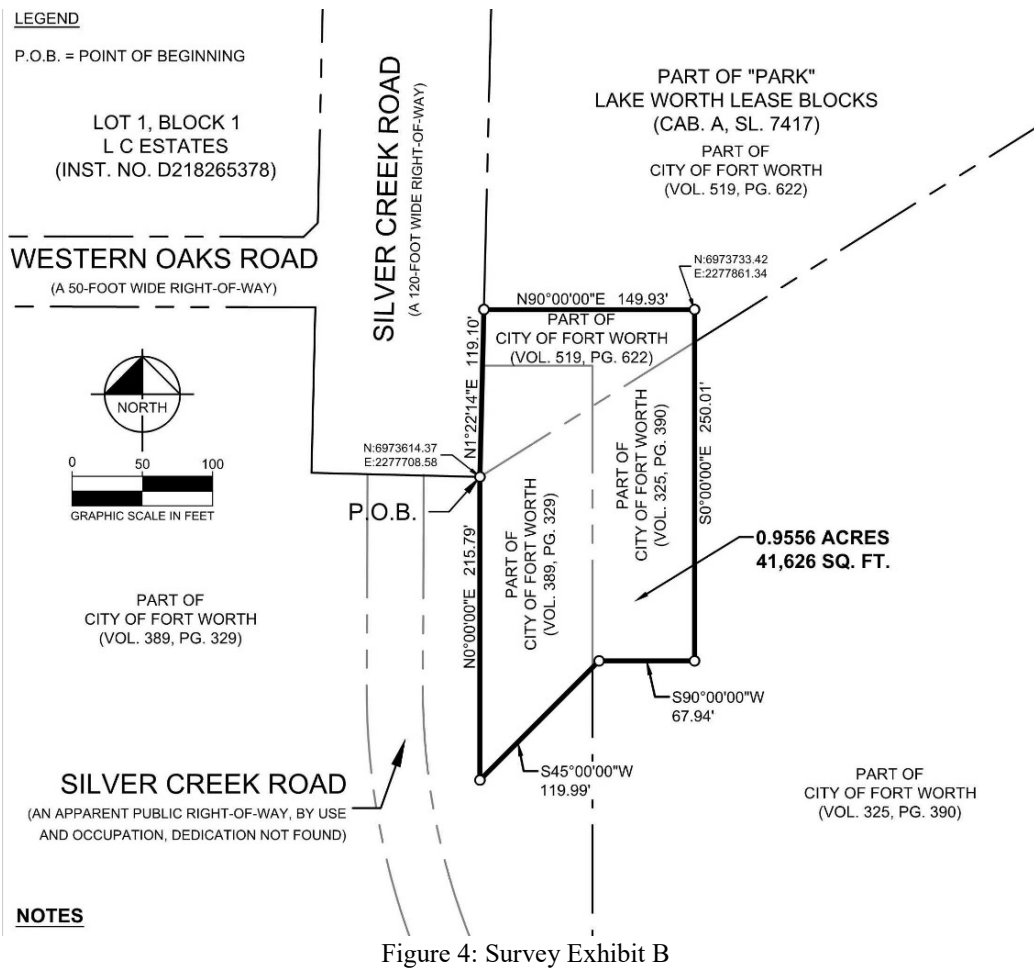 LEGEND
P.O.B. = POINT OF BEGINNING
LOT 1, BLOCK 1
L C ESTATES
(INST. NO. D218265378)
SILVER CREEK ROAD
(A 120-FOOT WIDE RIGHT-OF-WAY)
PART OF "PARK"
LAKE WORTH LEASE BLOCKS
(CAB. A, SL. 7417)
PART OF
CITY OF FORT WORTH
(VOL. 519, PG. 622)
WESTERN OAKS ROAD
(A 50-FOOT WIDE RIGHT-OF-WAY)
N:6973733.42
E:2277861.34
N90°00'00"E 149.93'
PART OF
CITY OF FORT WORTH
(VOL. 519, PG. 622)
N1°22'14"E 119.10'
NORTH
N:6973614.37
E:2277708.58
P.O.B.
0 50 100
GRAPHIC SCALE IN FEET
PART OF
CITY OF FORT WORTH
(VOL. 325, PG. 390)
S0°00'00"E 250.01'
PART OF
CITY OF FORT WORTH
(VOL. 389, PG. 329)
N0°00'00"E 215.79'
0.9556 ACRES
41,626 SQ. FT.
PART OF
CITY OF FORT WORTH
(VOL. 389, PG. 329)
S90°00'00"W
67.94'
S45°00'00"W
119.99'
SILVER CREEK ROAD
(AN APPARENT PUBLIC RIGHT-OF-WAY, BY USE
AND OCCUPATION, DEDICATION NOT FOUND)
PART OF
CITY OF FORT WORTH
(VOL. 325, PG. 390)
NOTES
Figure 4: Survey Exhibit B